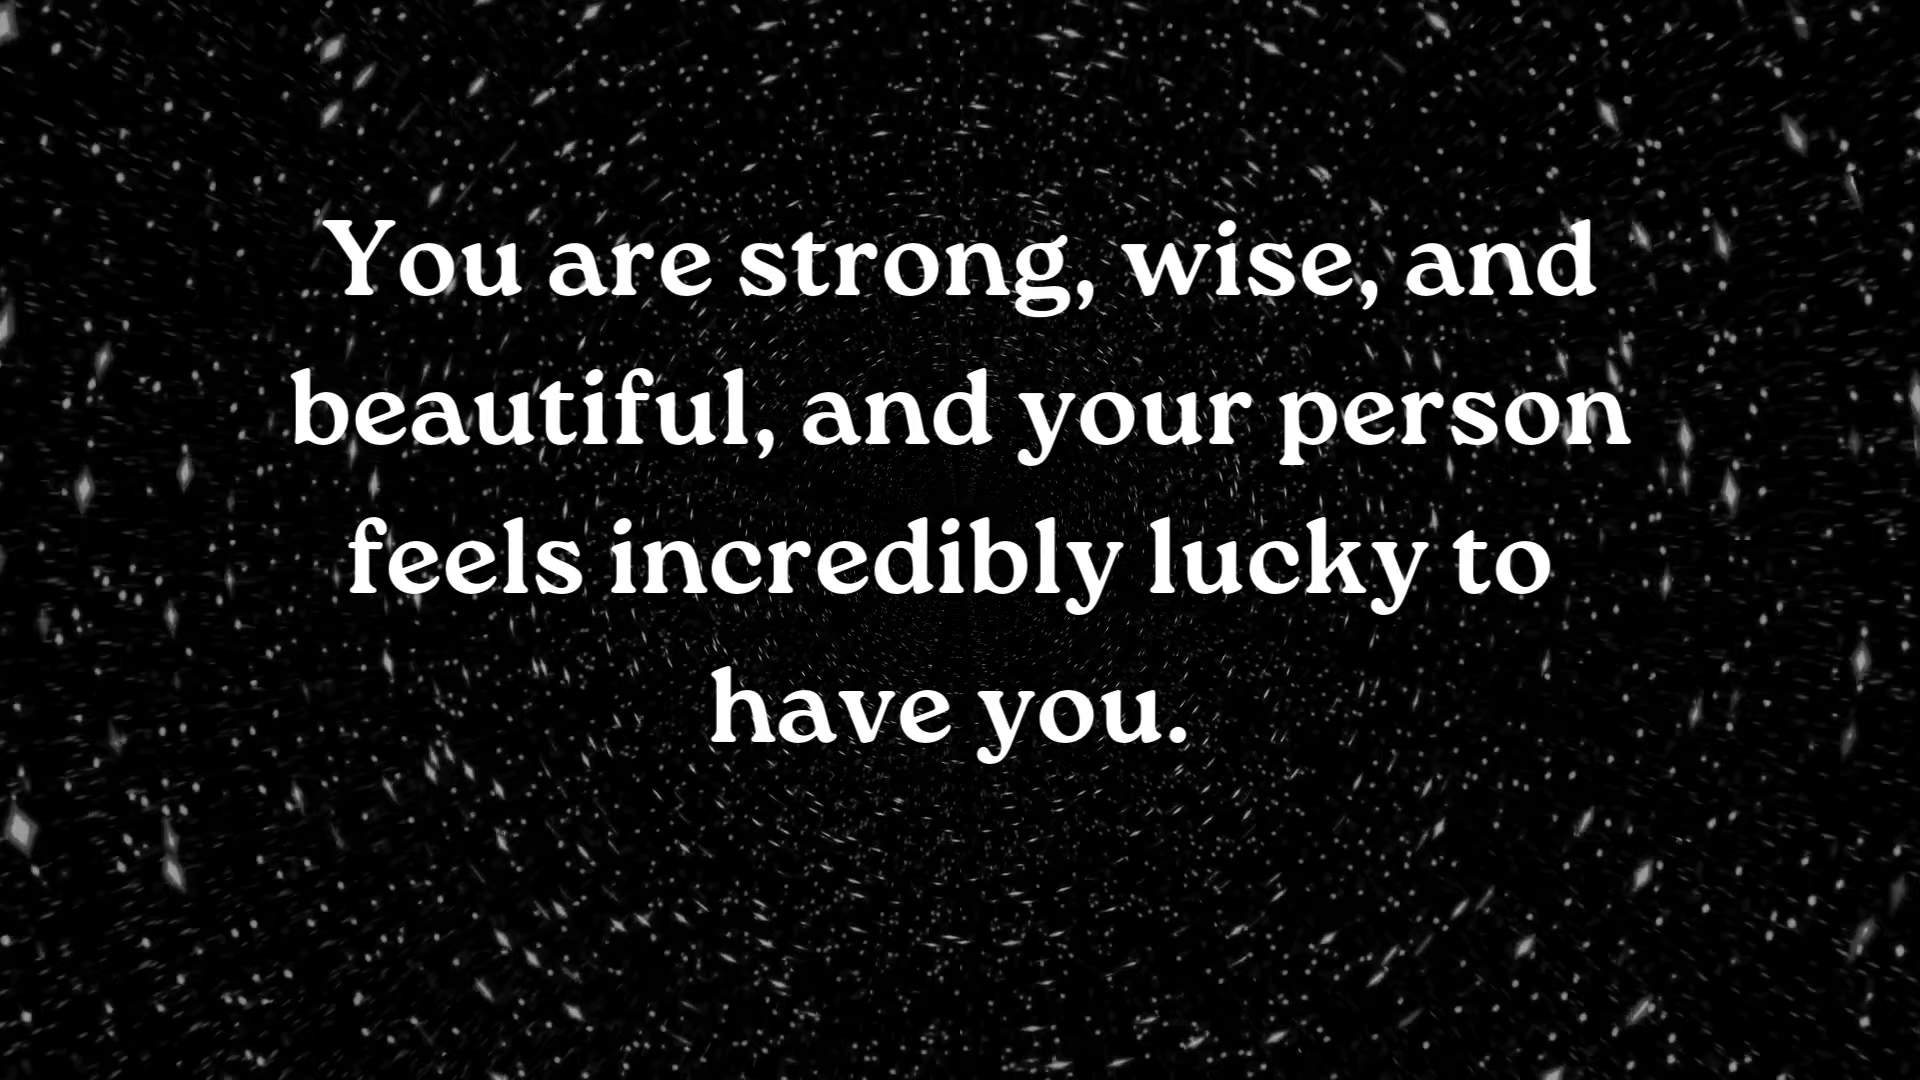 You are strong, wise, and
beautiful, and your person
feels incredibly lucky to
have you.